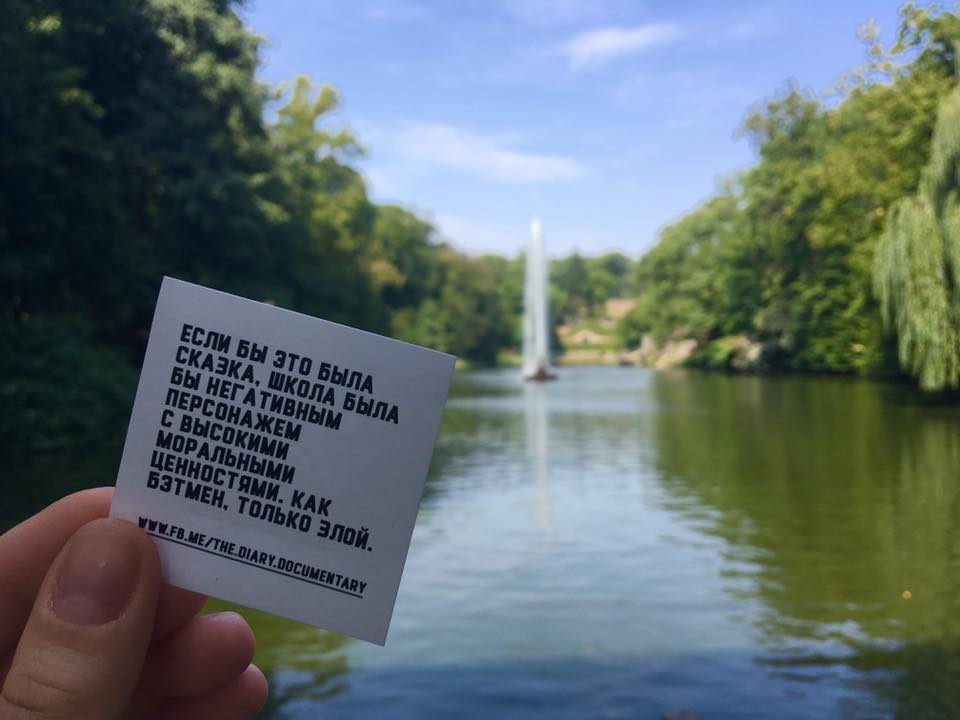 ЕСЛИ БЫ ЭТО БЫЛА
СКАЗКА, ШКОЛА БЫЛА
БЫ НЕГАТИВНЫМ
ПЕРСОНАЖЕМ
С ВЫСОКИМИ
МОРАЛЬНЫМИ
ЦЕННОСТЯМИ. КАК
БЭТМЕН, ТОЛЬКО ЗЛОЙ.
WWW.FB.ME/THE.DIARY.DOCUMENTARY